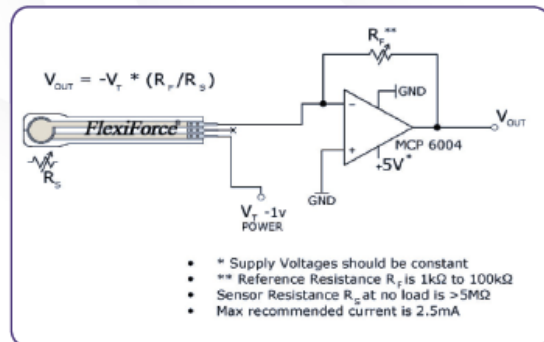 R_F**
V_OUT = -V_T * (R_F/R_S)
GND
FlexiForce®
-
+
V_OUT
MCP 6004
+5V*
R_S
GND
V_T -1v
POWER
• * Supply Voltages should be constant
• ** Reference Resistance R_F is 1kΩ to 100kΩ
• Sensor Resistance R_S at no load is >5MΩ
• Max recommended current is 2.5mA